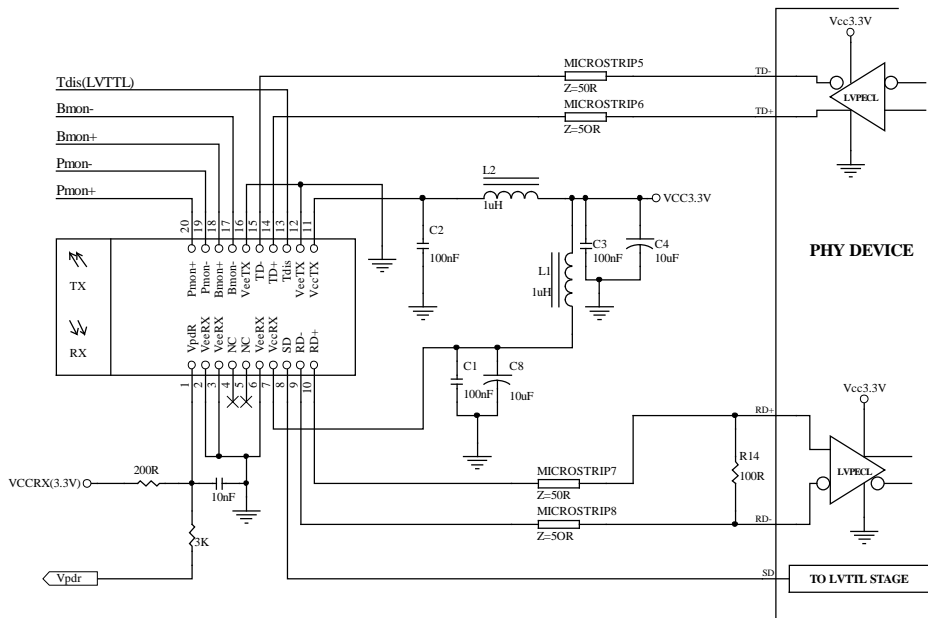 Vcc3.3V
MICROSTRIP5
TD-
Tdis(LVTTL)
Z=50R
LVPECL
Bmon-
MICROSTRIP6
TD+
Z=5OR
Bmon+
Pmon-
L2
Pmon+
1uH
VCC3.3V
20 19 18 17 16 15 14 13 12 11
C2
100nF
C3
100nF
C4
10uF
PHY DEVICE
TX
Pmon+ Pmon- Bmon+ Bmon- VeeTX TD- TD+ Tdis VeeTX VccTX
L1
1uH
RX
VpdR VeeRX VeeRX NC NC VeeRX VccRX SD RD- RD+
1 2 3 4 5 6 7 8 9 10
C1
100nF
C8
10uF
Vcc3.3V
RD+
200R
R14
100R
LVPECL
MICROSTRIP7
VCCRX(3.3V)
Z=50R
10nF
MICROSTRIP8
RD-
Z=5OR
3K
Vpdr
SD
TO LVTTL STAGE